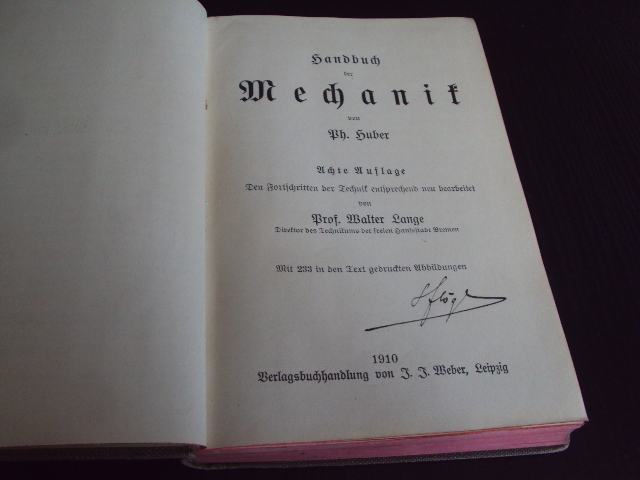 Handbuch
der
Mechanik
von
Ph. Huber
Achte Auflage
Den Fortschritten der Technik entsprechend neu bearbeitet
von
Prof. Walter Lange
Direktor des Technikums der freien Hansestadt Bremen
Mit 233 in den Text gedruckten Abbildungen
1910
Verlagsbuchhandlung von J. J. Weber, Leipzig